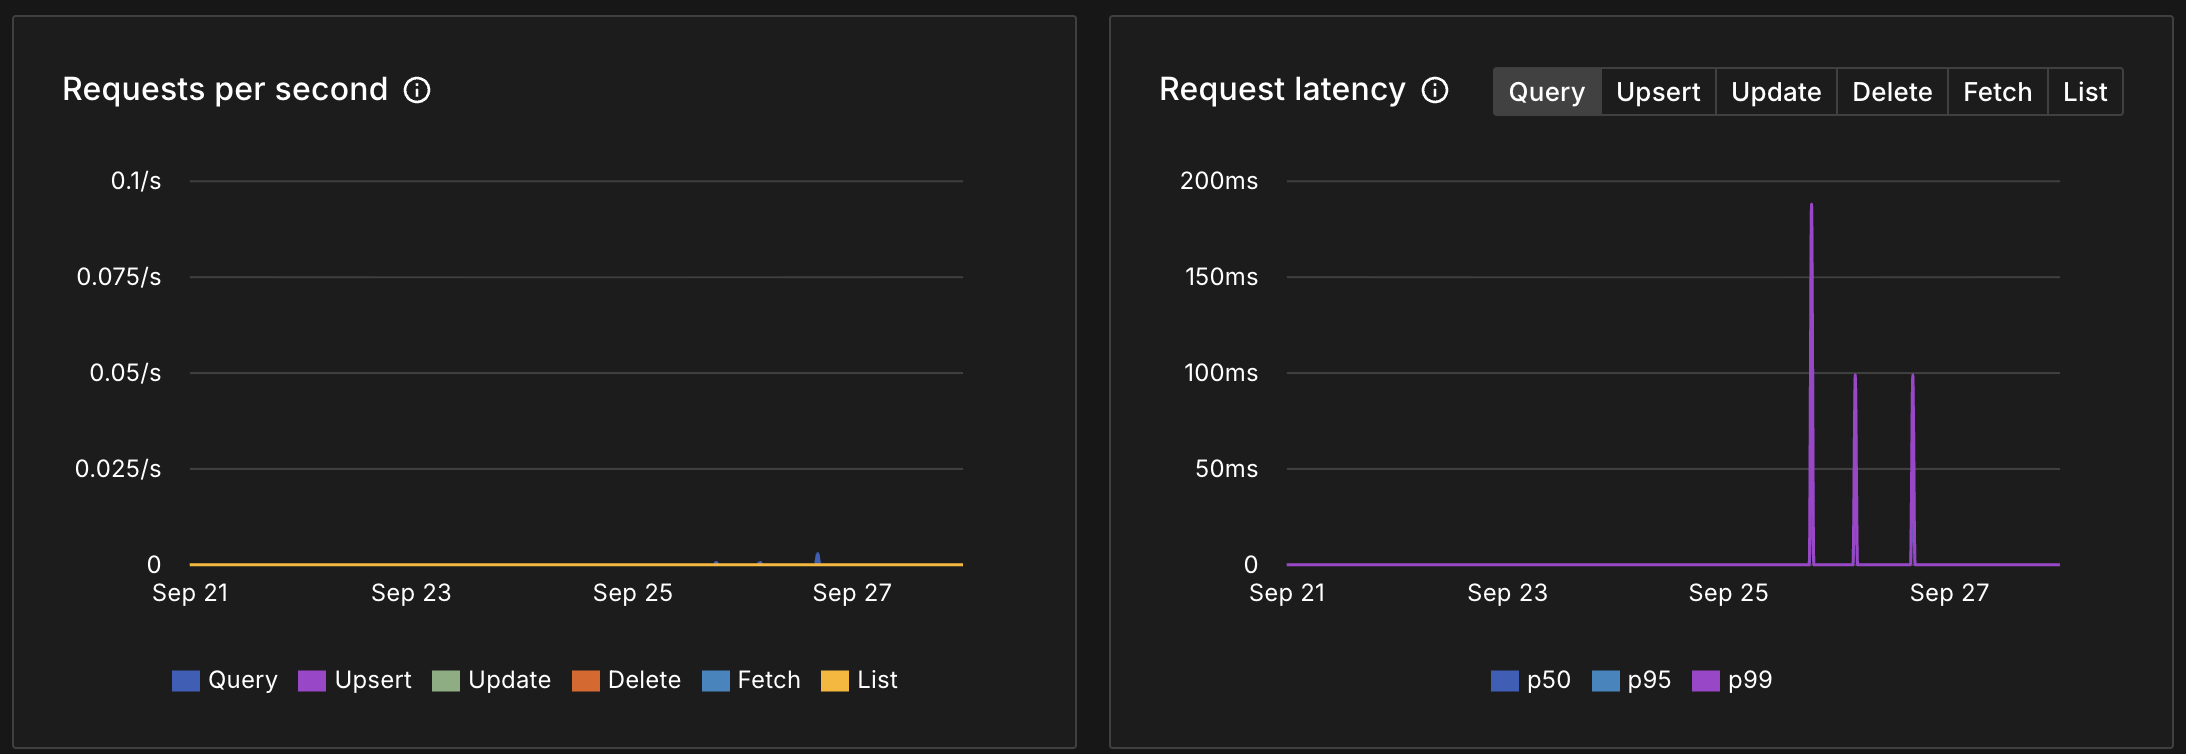 Requests per second
0.1/s
0.075/s
0.05/s
0.025/s
0
Sep 21 Sep 23 Sep 25 Sep 27
Query Upsert Update Delete Fetch List
Request latency
Query Upsert Update Delete Fetch List
200ms
150ms
100ms
50ms
0
Sep 21 Sep 23 Sep 25 Sep 27
p50 p95 p99